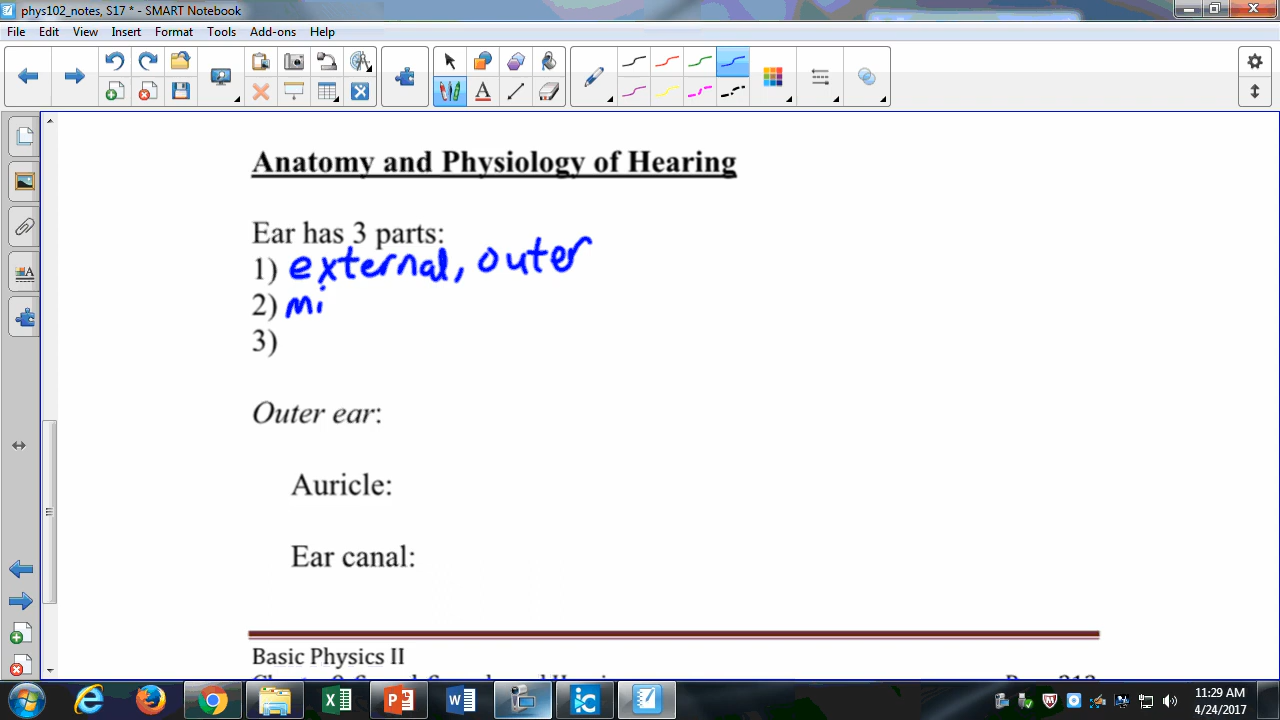 phys102_notes, S17 * - SMART Notebook
File Edit View Insert Format Tools Add-ons Help
Anatomy and Physiology of Hearing
Ear has 3 parts:
1) external, outer
2) mi
3)
Outer ear:
Auricle:
Ear canal:
Basic Physics II
11:29 AM
4/24/2017